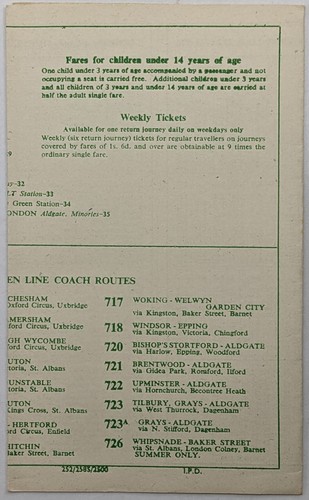 Fares for children under 14 years of age
One child under 3 years of age accompanied by a passenger and not
occupying a seat is carried free. Additional children under 3 years
and all children of 3 years and under 14 years of age are carried at
half the adult single fare.
Weekly Tickets
Available for one return journey daily on weekdays only
Weekly (six return journey) tickets for regular travellers on journeys
covered by fares of 1s. 6d. and over are obtainable at 9 times the
ordinary single fare.
9
-32
L.T Station-33
Green Station-34
ONDON Aldgate, Minories-35
EN LINE COACH ROUTES
CHESHAM
Oxford Circus, Uxbridge
MERSHAM
ford Circus, Uxbridge
GH WYCOMBE
ford Circus, Uxbridge
UTON
toria, St. Albans
UNSTABLE
toria, St. Albans
UTON
ings Cross, St. Albans
- HERTFORD
rd Circus, Enfield
HITCHIN
aker Street, Barnet
717 WOKING - WELWYN
GARDEN CITY
via Kingston, Baker Street, Barnet
718 WINDSOR - EPPING
via Kingston, Victoria, Chingford
720 BISHOP'S STORTFORD - ALDGATE
via Harlow, Epping, Woodford
721 BRENTWOOD - ALDGATE
via Gidea Park, Romford, Ilford
722 UPMINSTER - ALDGATE
via Hornchurch, Becontree Heath
723 TILBURY, GRAYS - ALDGATE
via West Thurrock, Dagenham
723A GRAYS - ALDGATE
via N. Stifford, Dagenham
726 WHIPSNADE - BAKER STREET
via St. Albans, London Colney, Barnet
SUMMER ONLY.
252/2585/2500
I.P.D.